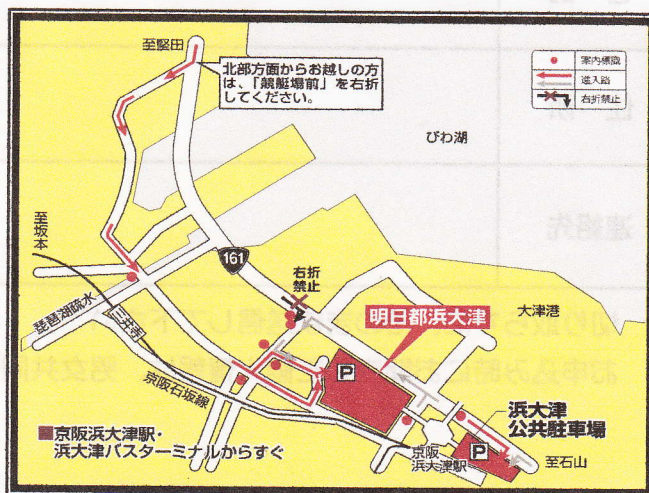 至堅田
北部方面からお越しの方
は、「競艇場前」を右折
してください。
案内標識
進入路
右折禁止
びわ湖
至坂本
161
右折
禁止
琵琶湖疏水
三井寺
明日都浜大津
大津港
京阪石坂線
P
浜大津
公共駐車場
P
京阪
浜大津駅
至石山
■京阪浜大津駅・
浜大津バスターミナルからすぐ
連絡先